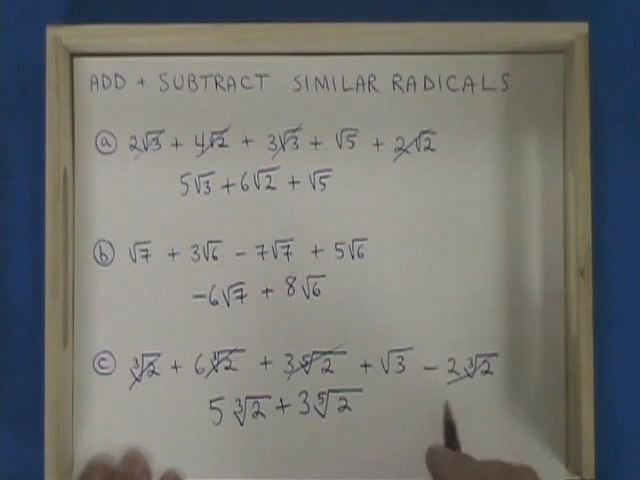 ADD + SUBTRACT SIMILAR RADICALS
ⓐ 2√3 + 4√2 + 3√3 + √5 + 2√2
5√3 + 6√2 + √5
ⓑ √7 + 3√6 - 7√7 + 5√6
-6√7 + 8√6
ⓒ ∛2 + 6∛2 + 3⁵√2 + √3 - 2∛2
5∛2 + 3⁵√2